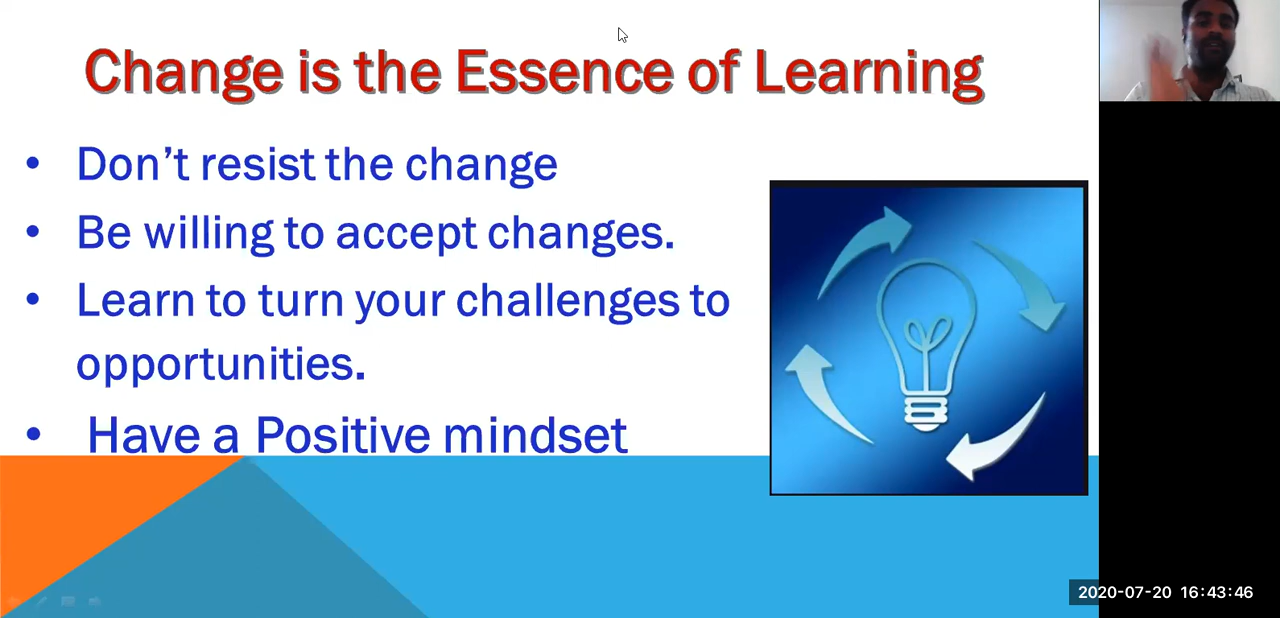 Change is the Essence of Learning
• Don’t resist the change
• Be willing to accept changes.
• Learn to turn your challenges to
opportunities.
• Have a Positive mindset
2020-07-20 16:43:46